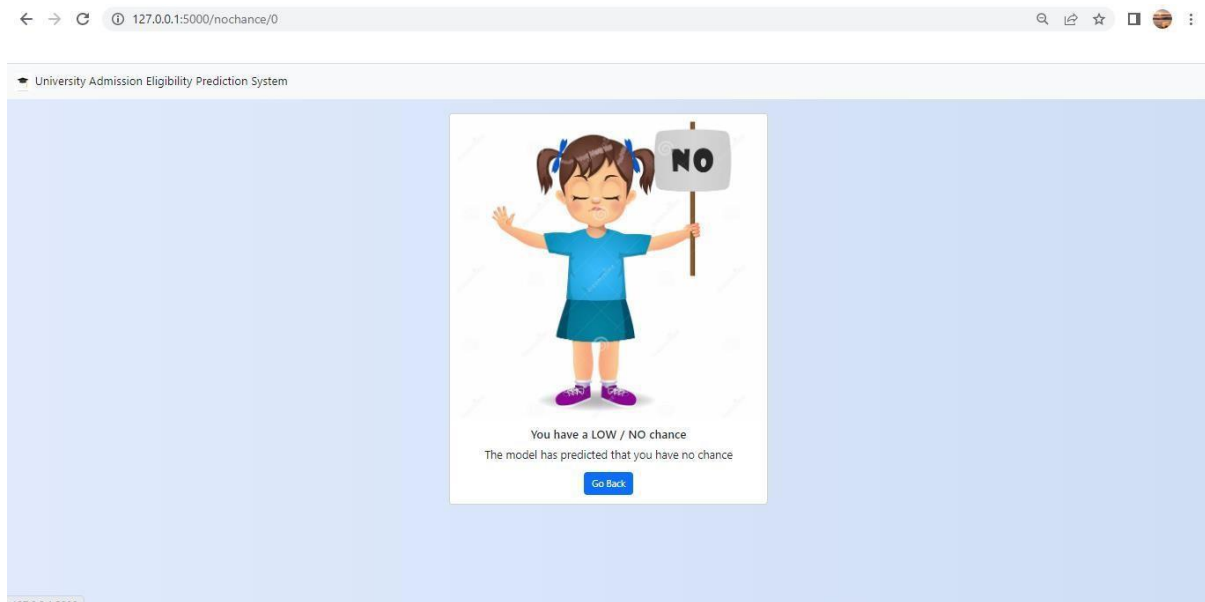 127.0.0.1:5000/nochance/0
University Admission Eligibility Prediction System
NO
You have a LOW / NO chance
The model has predicted that you have no chance
Go Back